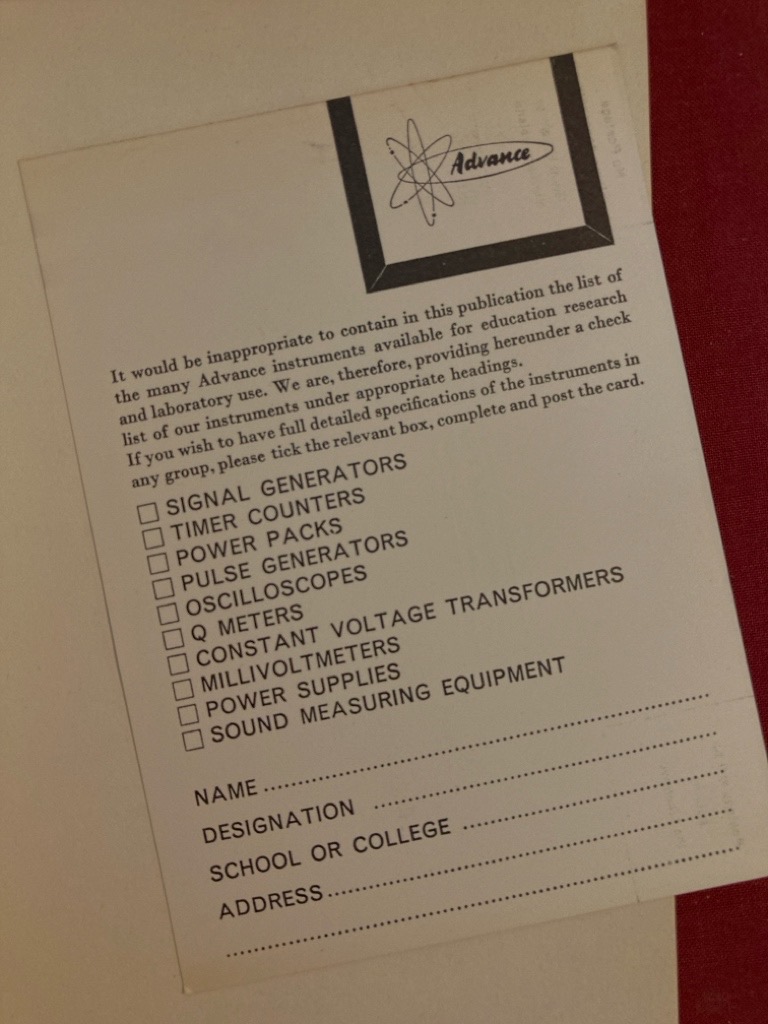 Advance
It would be inappropriate to contain in this publication the list of
the many Advance instruments available for education research
and laboratory use. We are, therefore, providing hereunder a check
list of our instruments under appropriate headings.
If you wish to have full detailed specifications of the instruments in
any group, please tick the relevant box, complete and post the card.
SIGNAL GENERATORS
TIMER COUNTERS
POWER PACKS
PULSE GENERATORS
OSCILLOSCOPES
Q METERS
CONSTANT VOLTAGE TRANSFORMERS
MILLIVOLTMETERS
POWER SUPPLIES
SOUND MEASURING EQUIPMENT
NAME
DESIGNATION
SCHOOL OR COLLEGE
ADDRESS